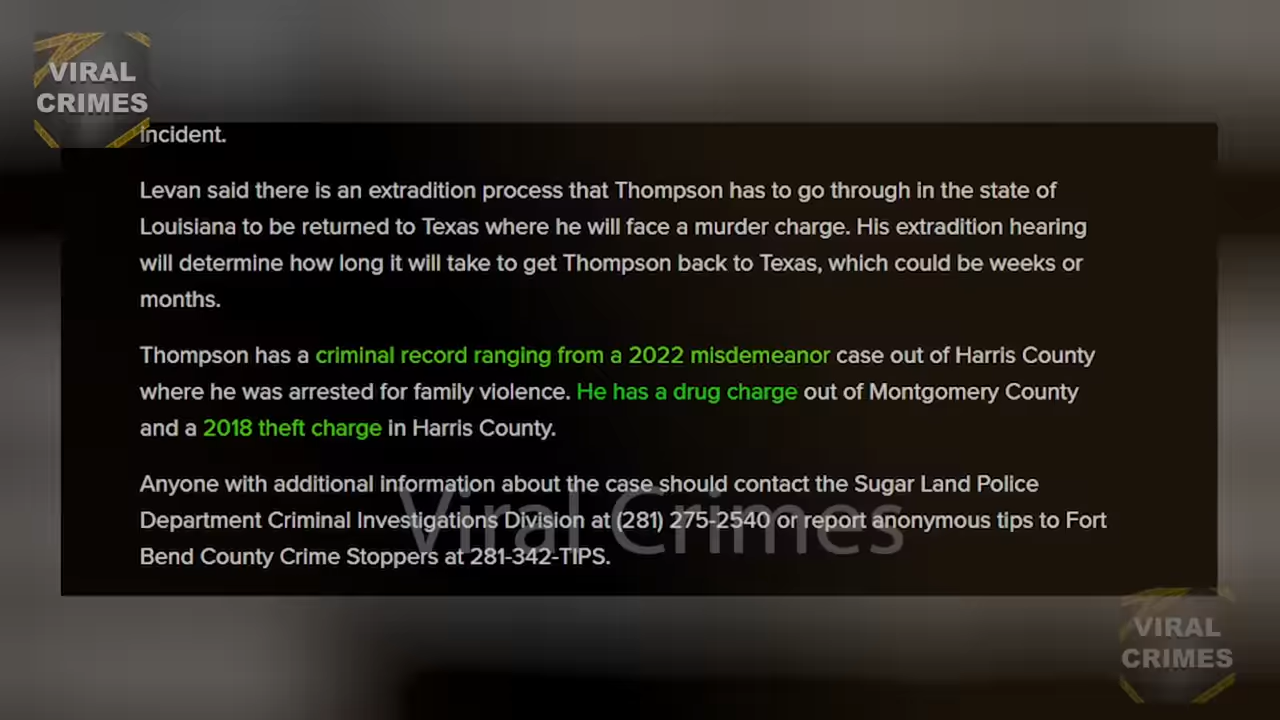 VIRAL
CRIMES
incident.
Levan said there is an extradition process that Thompson has to go through in the state of
Louisiana to be returned to Texas where he will face a murder charge. His extradition hearing
will determine how long it will take to get Thompson back to Texas, which could be weeks or
months.
Thompson has a criminal record ranging from a 2022 misdemeanor case out of Harris County
where he was arrested for family violence. He has a drug charge out of Montgomery County
and a 2018 theft charge in Harris County.
Anyone with additional information about the case should contact the Sugar Land Police
Department Criminal Investigations Division at (281) 275-2540 or report anonymous tips to Fort
Bend County Crime Stoppers at 281-342-TIPS.
Viral Crimes
VIRAL
CRIMES